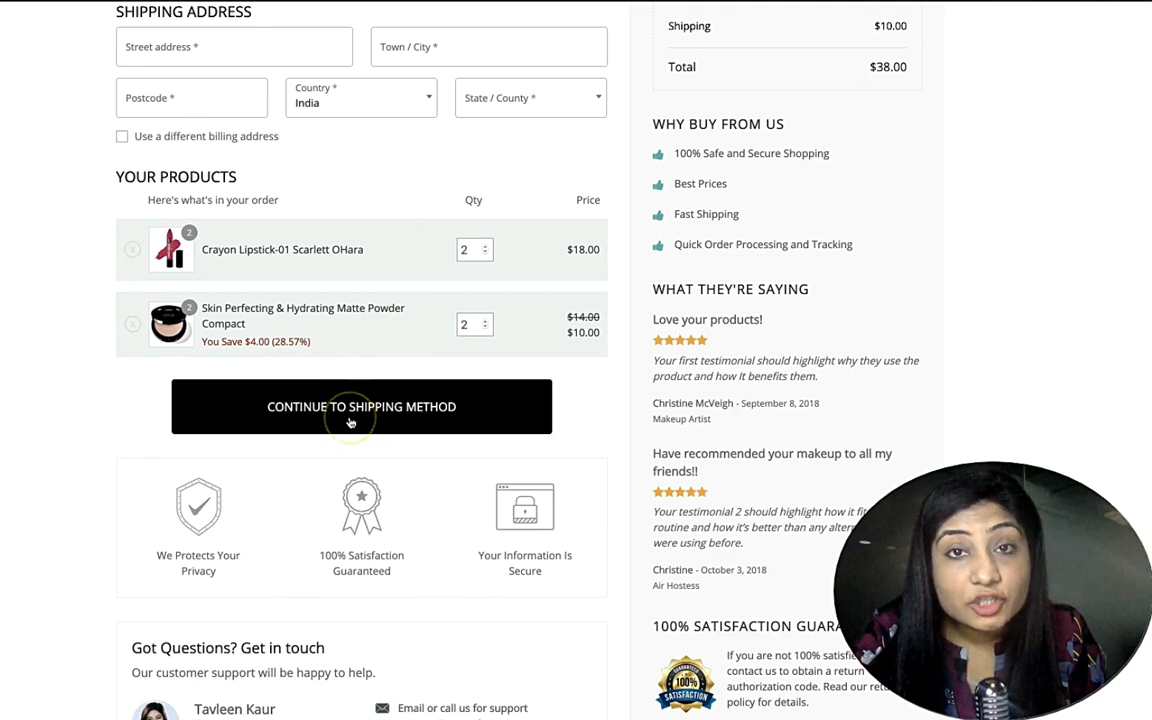 SHIPPING ADDRESS
Street address *
Town / City *
Postcode *
Country *
India
State / County *
Use a different billing address
YOUR PRODUCTS
Here's what's in your order
Qty
Price
2
Crayon Lipstick-01 Scarlett OHara
2
$18.00
2
Skin Perfecting & Hydrating Matte Powder
Compact
You Save $4.00 (28.57%)
2
$14.00
$10.00
CONTINUE TO SHIPPING METHOD
We Protects Your
Privacy
100% Satisfaction
Guaranteed
Your Information Is
Secure
Got Questions? Get in touch
Our customer support will be happy to help.
Tavleen Kaur
Email or call us for support
Shipping
$10.00
Total
$38.00
WHY BUY FROM US
100% Safe and Secure Shopping
Best Prices
Fast Shipping
Quick Order Processing and Tracking
WHAT THEY'RE SAYING
Love your products!
Your first testimonial should highlight why they use the
product and how It benefits them.
Christine McVeigh - September 8, 2018
Makeup Artist
Have recommended your makeup to all my
friends!!
Your testimonial 2 should highlight how it fit
routine and how it's better than any
were using before.
Christine - October 3, 2018
Air Hostess
100% SATISFACTION
100%
SATISFACTION
If you are not 100%
contact us to obtain a return
authorization code. Read our
policy for details.